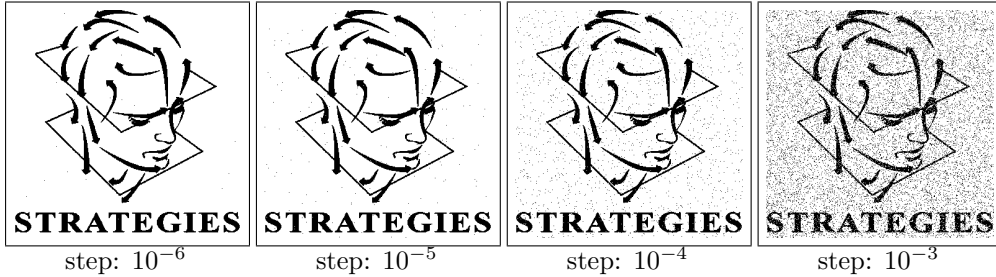 STRATEGIES STRATEGIES STRATEGIES STRATEGIES
step: 10⁻⁶ step: 10⁻⁵ step: 10⁻⁴ step: 10⁻³